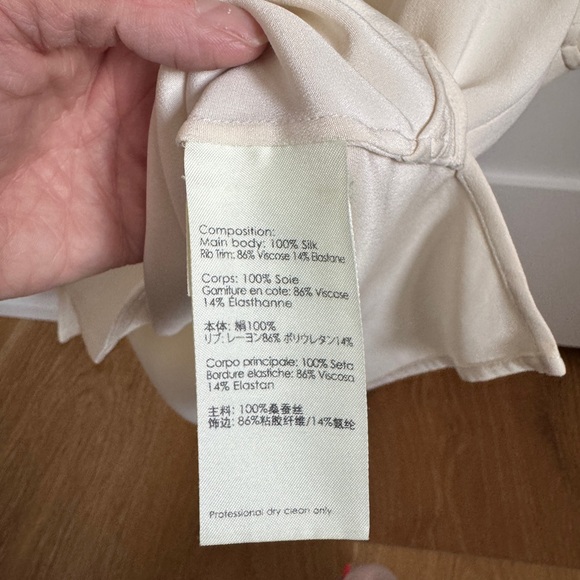 Composition:
Main body: 100% Silk
Rib Trim: 86% Viscose 14% Elastane
Corps: 100% Soie
Garniture en cote: 86% Viscose
14% Élasthanne
本体: 絹100%
リブ: レーヨン86% ポリウレタン14%
Corpo principale: 100% Seta
Bordure elastiche: 86% Viscosa
14% Elastan
主料: 100%桑蚕丝
饰边: 86%粘胶纤维/14%氨纶
Professional dry clean only